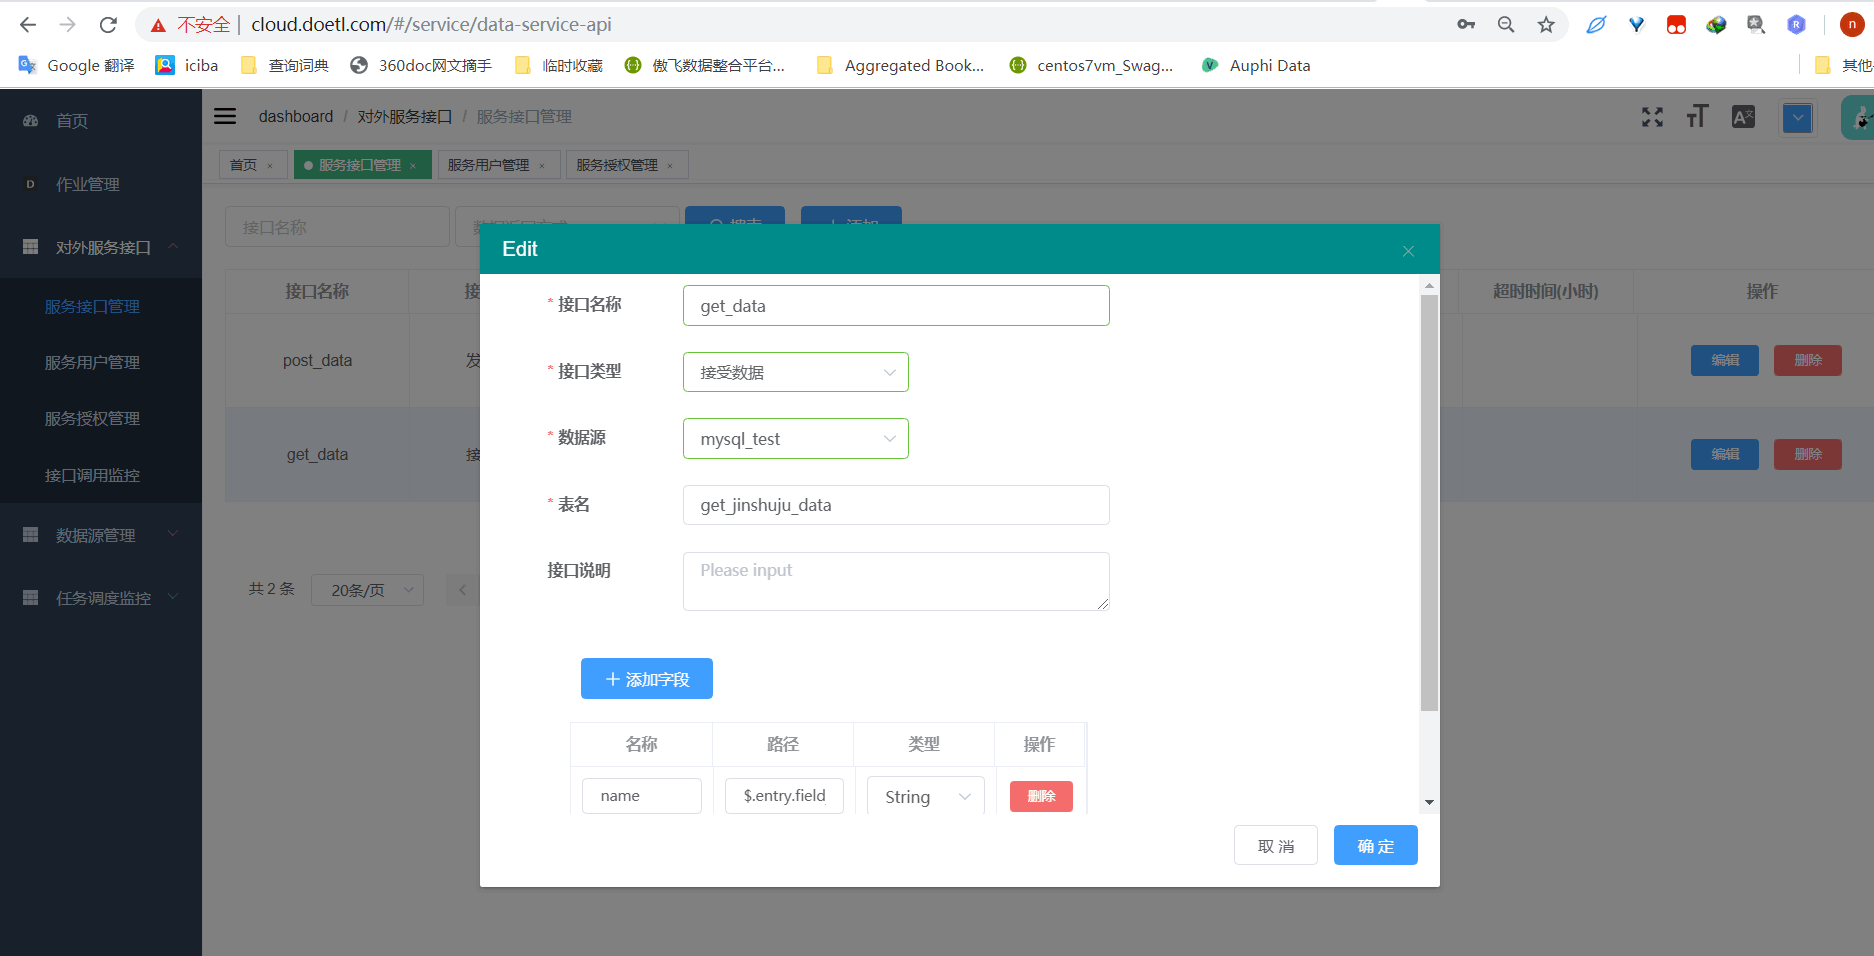 不安全 | cloud.doetl.com/#/service/data-service-api
n
Google 翻译 iciba 查询词典 360doc网文摘手 临时收藏 傲飞数据整合平台... Aggregated Book... centos7vm_Swag... Auphi Data
首页
D 作业管理
对外服务接口
服务接口管理
服务用户管理
服务授权管理
接口调用监控
数据源管理
任务调度监控
dashboard / 对外服务接口 / 服务接口管理
首页 × 服务接口管理 × 服务用户管理 × 服务授权管理 ×
接口名称
接口名称 超时时间(小时) 操作
post_data 发 编辑 删除
get_data 接 编辑 删除
共 2 条 20条/页
Edit
* 接口名称 get_data
* 接口类型 接受数据
* 数据源 mysql_test
* 表名 get_jinshuju_data
接口说明 Please input
+ 添加字段
名称 路径 类型 操作
name $.entry.field String 删除
取 消 确 定